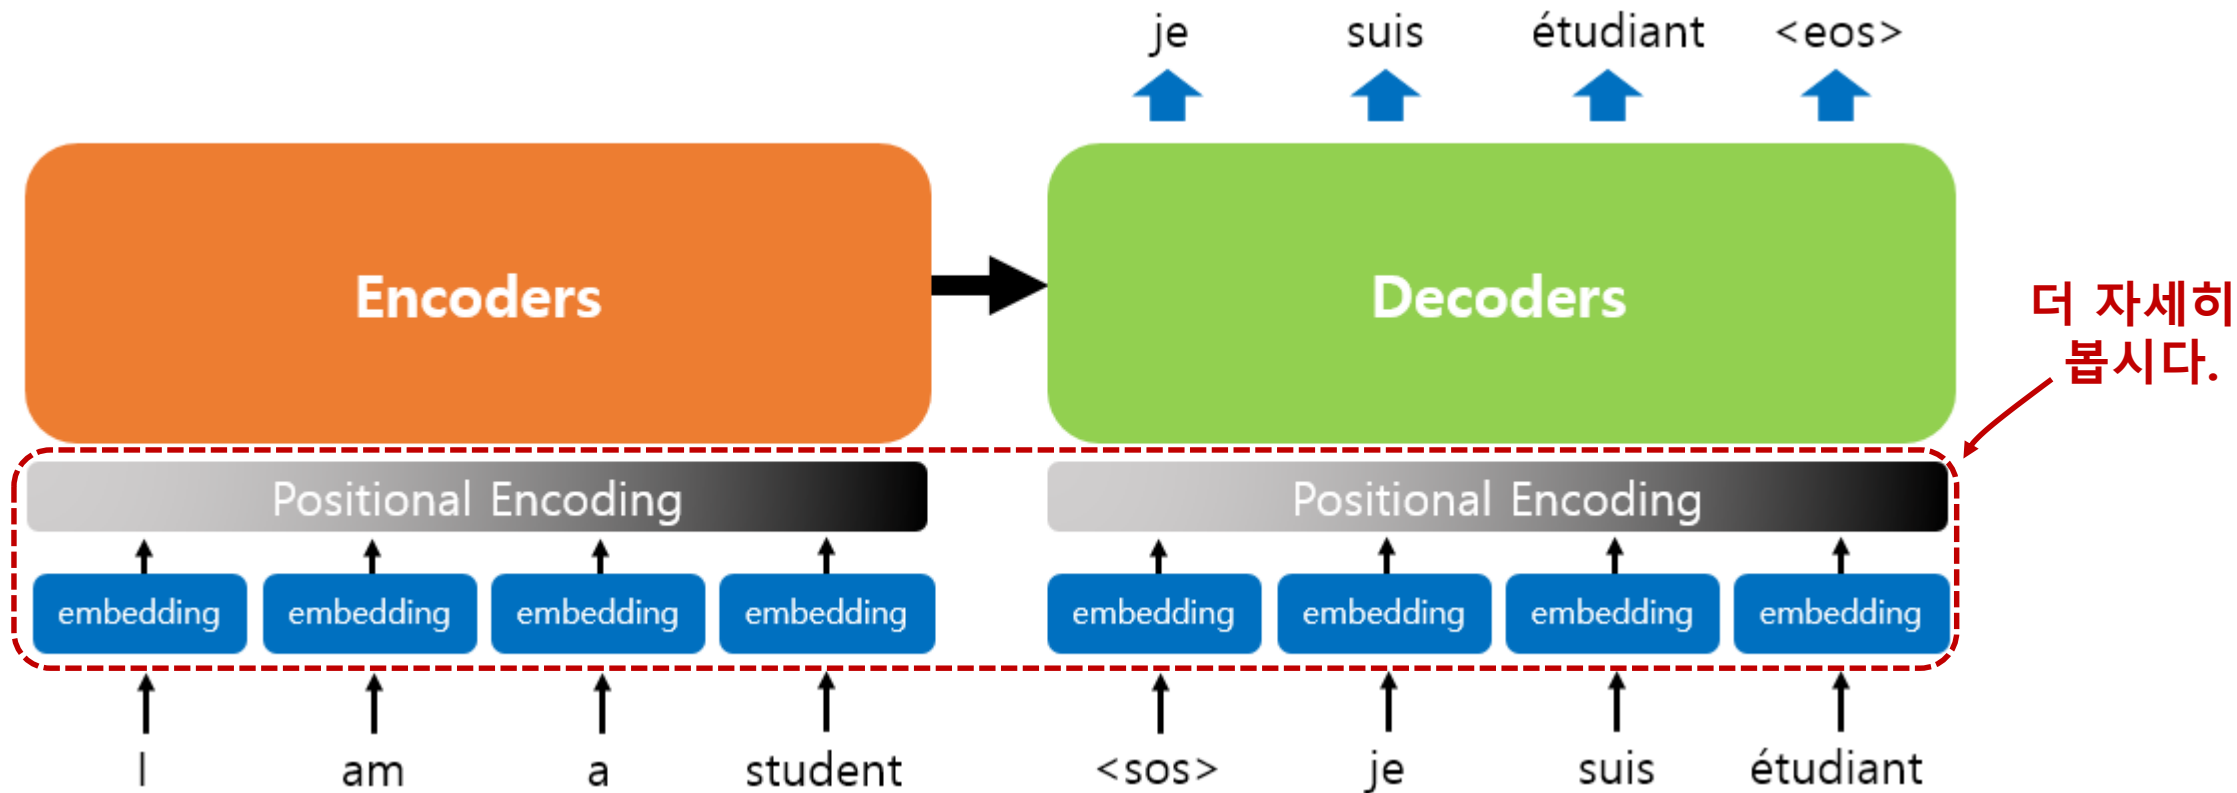 je suis étudiant <eos>
Encoders
Decoders
더 자세히
봅시다.
Positional Encoding
Positional Encoding
embedding embedding embedding embedding
embedding embedding embedding embedding
I am a student
<sos> je suis étudiant